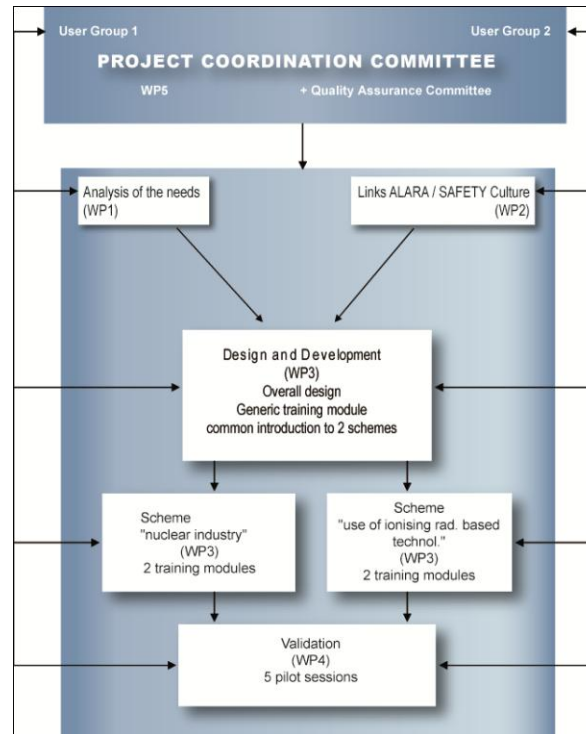 User Group 1
User Group 2
PROJECT COORDINATION COMMITTEE
WP5
+ Quality Assurance Committee
Analysis of the needs
(WP1)
Links ALARA / SAFETY Culture
(WP2)
Design and Development
(WP3)
Overall design
Generic training module
common introduction to 2 schemes
Scheme
"nuclear industry"
(WP3)
2 training modules
Scheme
"use of ionising rad. based
technol."
(WP3)
2 training modules
Validation
(WP4)
5 pilot sessions